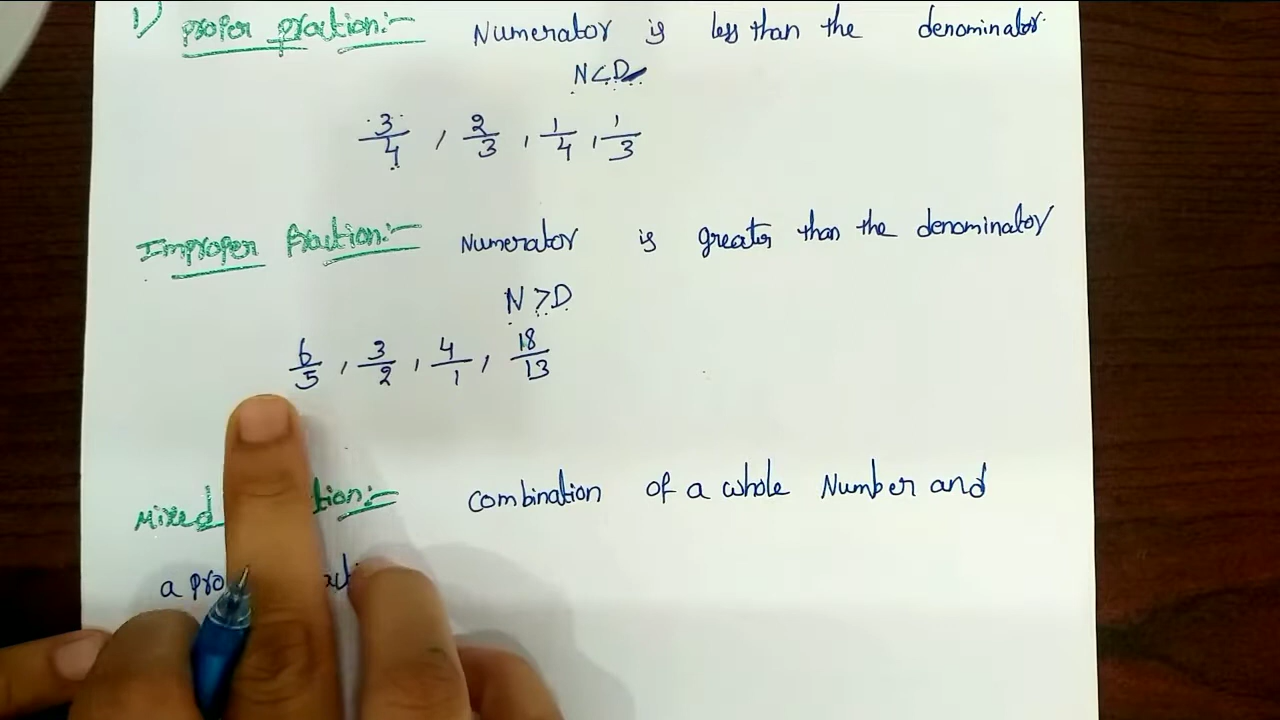 1) proper fraction:- Numerator is less than the denominator
N<D
3/4 , 2/3 , 1/4 , 1/3
Improper fraction:- Numerator is greater than the denominator
N>D
6/5 , 3/2 , 4/1 , 18/13
Mixed :- combination of a whole Number and
a